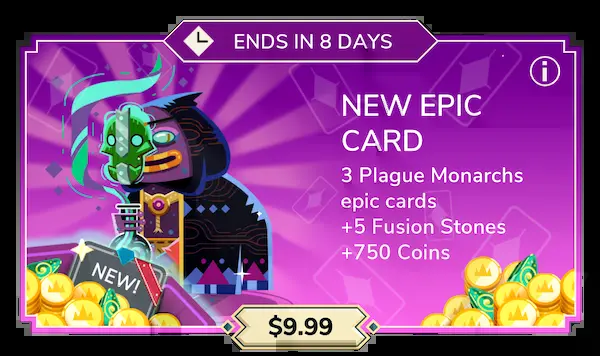 ENDS IN 8 DAYS
NEW EPIC
CARD
3 Plague Monarchs
epic cards
+5 Fusion Stones
+750 Coins
NEW!
$9.99